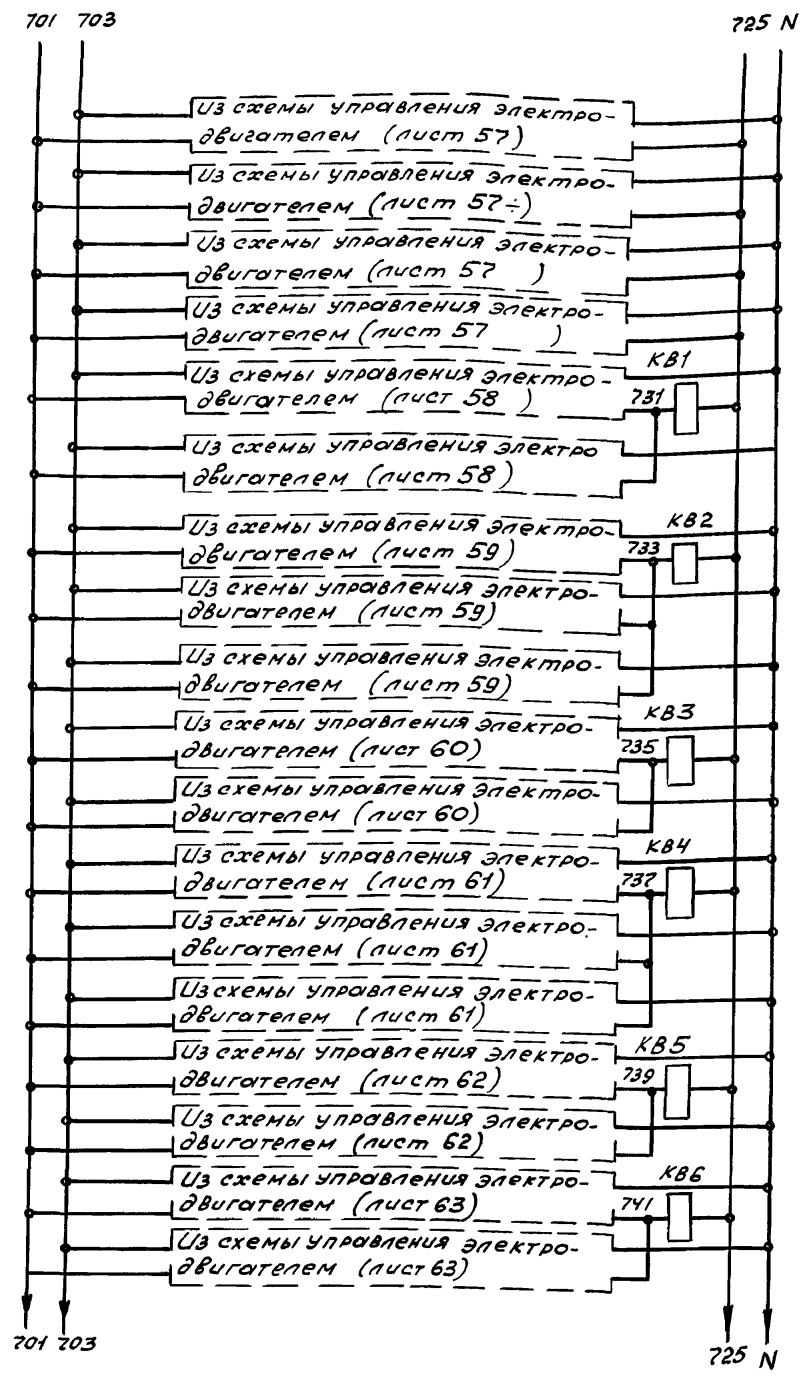 701 703 725 N
Из схемы управления электро-
двигателем (лист 57)
Из схемы управления электро-
двигателем (лист 57÷)
Из схемы управления электро-
двигателем (лист 57 )
Из схемы управления электро-
двигателем (лист 57 )
КВ1
Из схемы управления электро-
двигателем (лист 58 ) 731
Из схемы управления электро
двигателем (лист 58)
КВ2
Из схемы управления электро-
двигателем (лист 59) 733
Из схемы управления электро-
двигателем (лист 59)
Из схемы управления электро-
двигателем (лист 59)
КВ3
Из схемы управления электро-
двигателем (лист 60) 735
Из схемы управления электро-
двигателем (лист 60)
КВ4
Из схемы управления электро-
двигателем (лист 61) 737
Из схемы управления электро-
двигателем (лист 61)
Из схемы управления электро-
двигателем (лист 61)
КВ5
Из схемы управления электро-
двигателем (лист 62) 739
Из схемы управления электро-
двигателем (лист 62)
КВ6
Из схемы управления электро-
двигателем (лист 63) 741
Из схемы управления электро-
двигателем (лист 63)
701 703 725 N